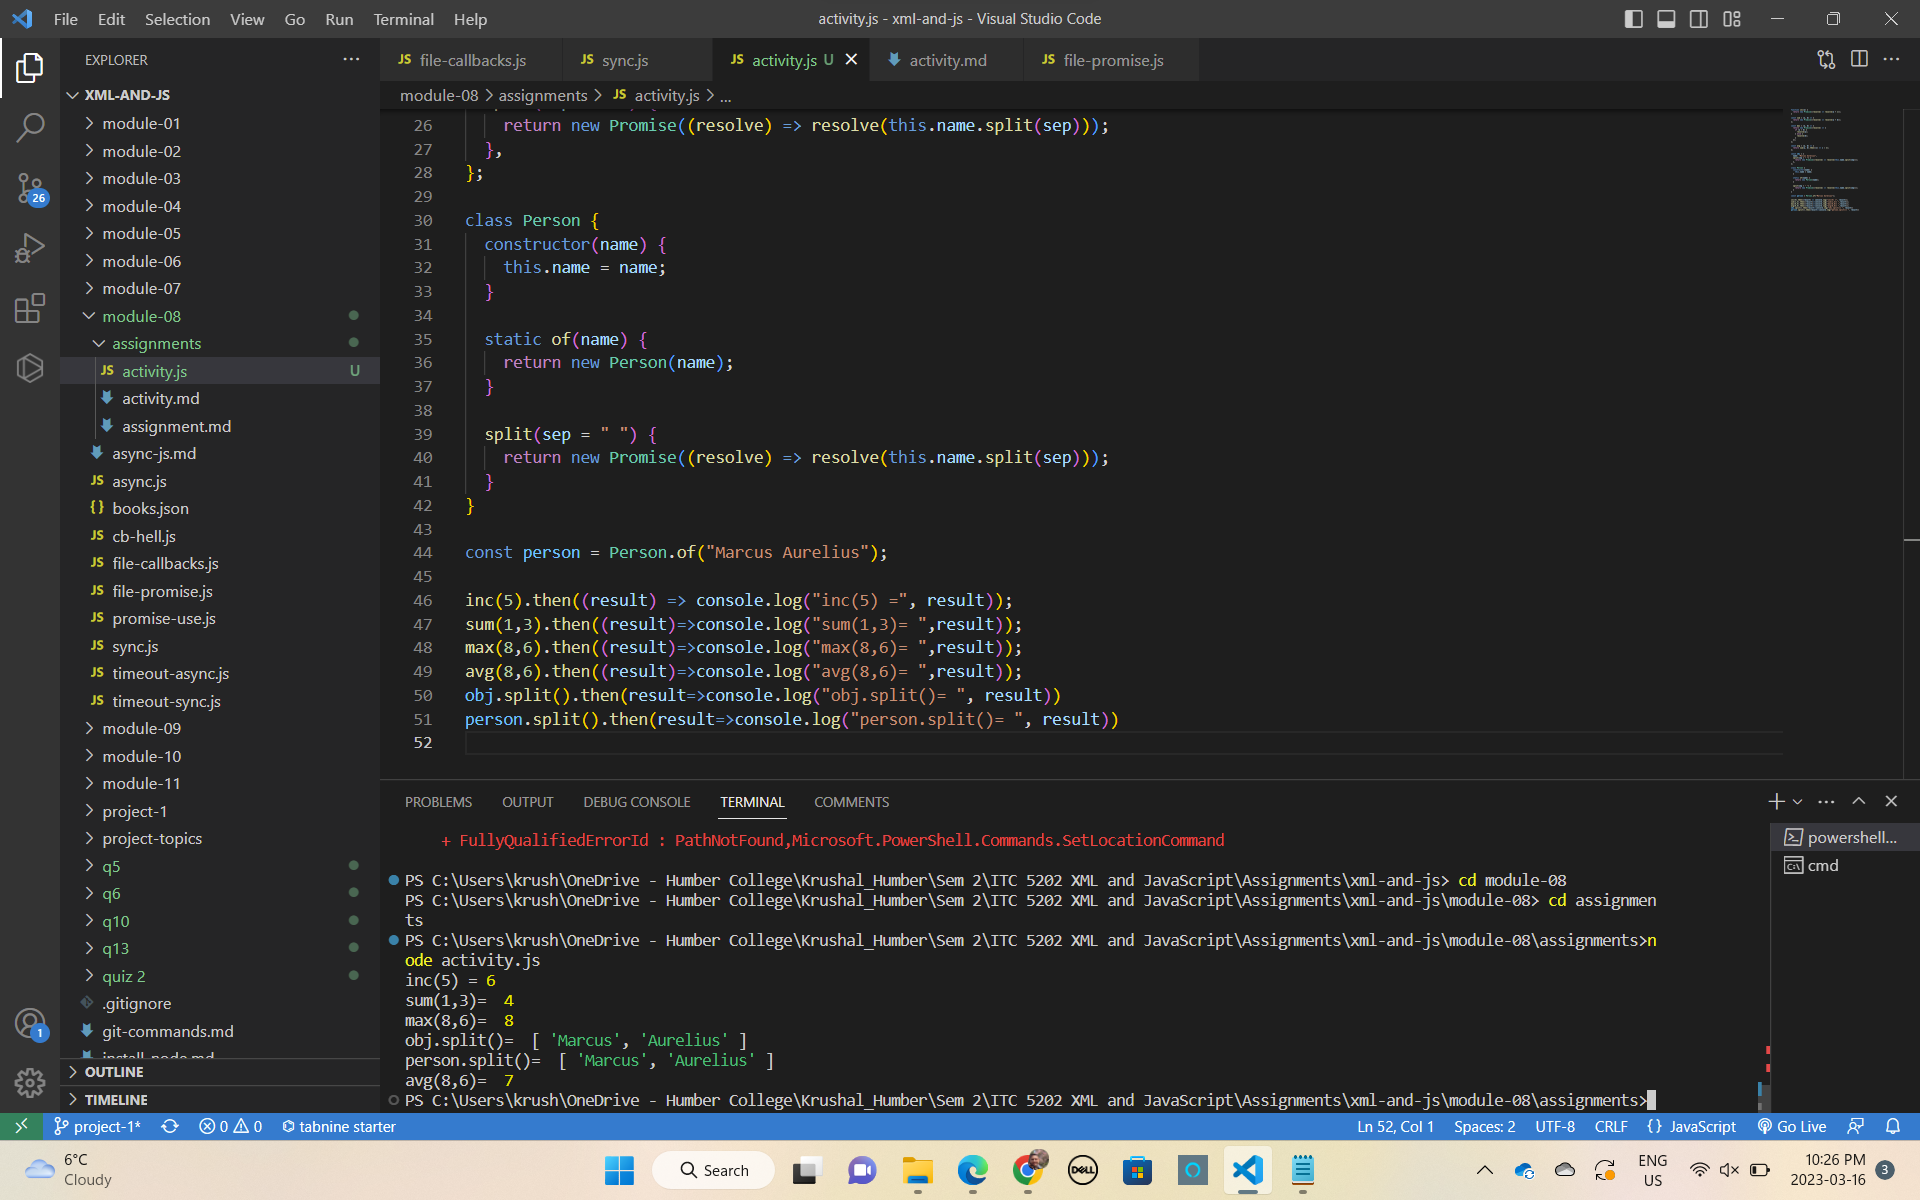 File Edit Selection View Go Run Terminal Help
activity.js - xml-and-js - Visual Studio Code
EXPLORER
JS file-callbacks.js
JS sync.js
JS activity.js U
activity.md
JS file-promise.js
module-08 > assignments > JS activity.js > ...
XML-AND-JS
module-01
module-02
module-03
module-04
module-05
module-06
module-07
module-08
assignments
JS activity.js U
activity.md
assignment.md
async-js.md
JS async.js
{} books.json
JS cb-hell.js
JS file-callbacks.js
JS file-promise.js
JS promise-use.js
JS sync.js
JS timeout-async.js
JS timeout-sync.js
module-09
module-10
module-11
project-1
project-topics
q5
q6
q10
q13
quiz 2
.gitignore
git-commands.md
install-node.md
OUTLINE
TIMELINE
26
1
26 return new Promise((resolve) => resolve(this.name.split(sep)));
27 },
28 };
29
30 class Person {
31 constructor(name) {
32 this.name = name;
33 }
34
35 static of(name) {
36 return new Person(name);
37 }
38
39 split(sep = " ") {
40 return new Promise((resolve) => resolve(this.name.split(sep)));
41 }
42 }
43
44 const person = Person.of("Marcus Aurelius");
45
46 inc(5).then((result) => console.log("inc(5) =", result));
47 sum(1,3).then((result)=>console.log("sum(1,3)= ",result));
48 max(8,6).then((result)=>console.log("max(8,6)= ",result));
49 avg(8,6).then((result)=>console.log("avg(8,6)= ",result));
50 obj.split().then(result=>console.log("obj.split()= ", result))
51 person.split().then(result=>console.log("person.split()= ", result))
52
PROBLEMS OUTPUT DEBUG CONSOLE TERMINAL COMMENTS
+ FullyQualifiedErrorId : PathNotFound,Microsoft.PowerShell.Commands.SetLocationCommand
PS C:\Users\krush\OneDrive - Humber College\Krushal_Humber\Sem 2\ITC 5202 XML and JavaScript\Assignments\xml-and-js> cd module-08
PS C:\Users\krush\OneDrive - Humber College\Krushal_Humber\Sem 2\ITC 5202 XML and JavaScript\Assignments\xml-and-js\module-08> cd assignmen
ts
PS C:\Users\krush\OneDrive - Humber College\Krushal_Humber\Sem 2\ITC 5202 XML and JavaScript\Assignments\xml-and-js\module-08\assignments>n
ode activity.js
inc(5) = 6
sum(1,3)=  4
max(8,6)=  8
obj.split()=  [ 'Marcus', 'Aurelius' ]
person.split()=  [ 'Marcus', 'Aurelius' ]
avg(8,6)=  7
PS C:\Users\krush\OneDrive - Humber College\Krushal_Humber\Sem 2\ITC 5202 XML and JavaScript\Assignments\xml-and-js\module-08\assignments>
powershell...
cmd
project-1* 0 0 tabnine starter
Ln 52, Col 1 Spaces: 2 UTF-8 CRLF {} JavaScript Go Live
6°C
Cloudy
Search
DELL
ENG
US
10:26 PM
2023-03-16
3